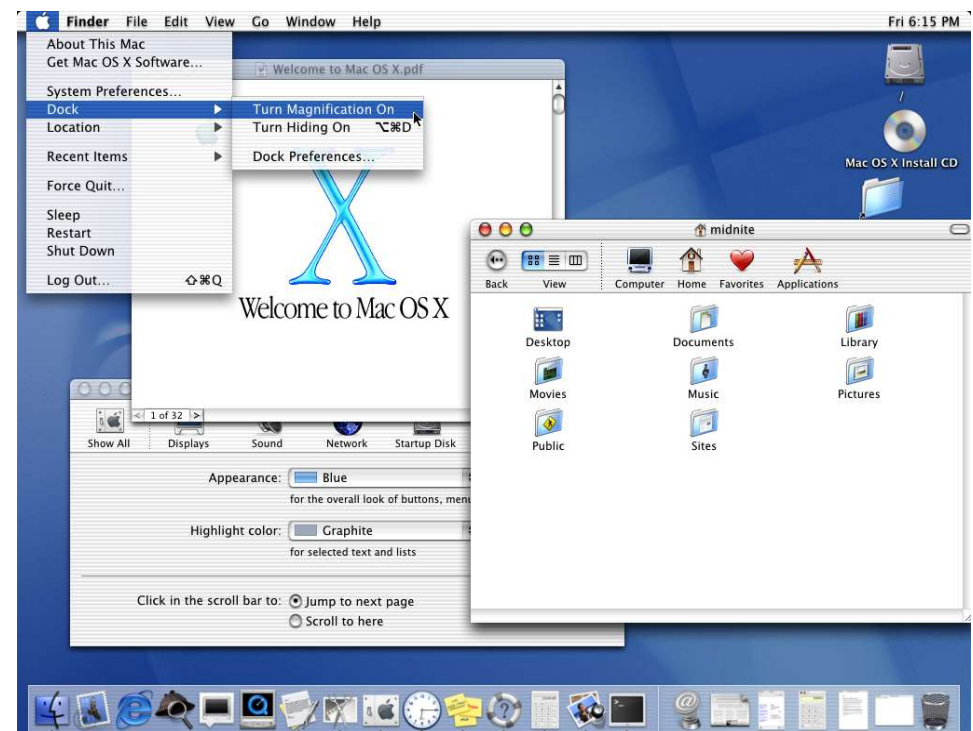 Finder File Edit View Go Window Help
Fri 6:15 PM
About This Mac
Get Mac OS X Software...
System Preferences...
Dock
Location
Recent Items
Force Quit...
Sleep
Restart
Shut Down
Log Out... ⇧⌘Q
Turn Magnification On
Turn Hiding On ⌥⌘D
Dock Preferences...
Welcome to Mac OS X.pdf
X
Welcome to Mac OS X
1 of 32
/
Mac OS X Install CD
midnite
Back View Computer Home Favorites Applications
Desktop Documents Library
Movies Music Pictures
Public Sites
Show All Displays Sound Network Startup Disk
Appearance: Blue
for the overall look of buttons, men
Highlight color: Graphite
for selected text and lists
Click in the scroll bar to: Jump to next page
Scroll to here